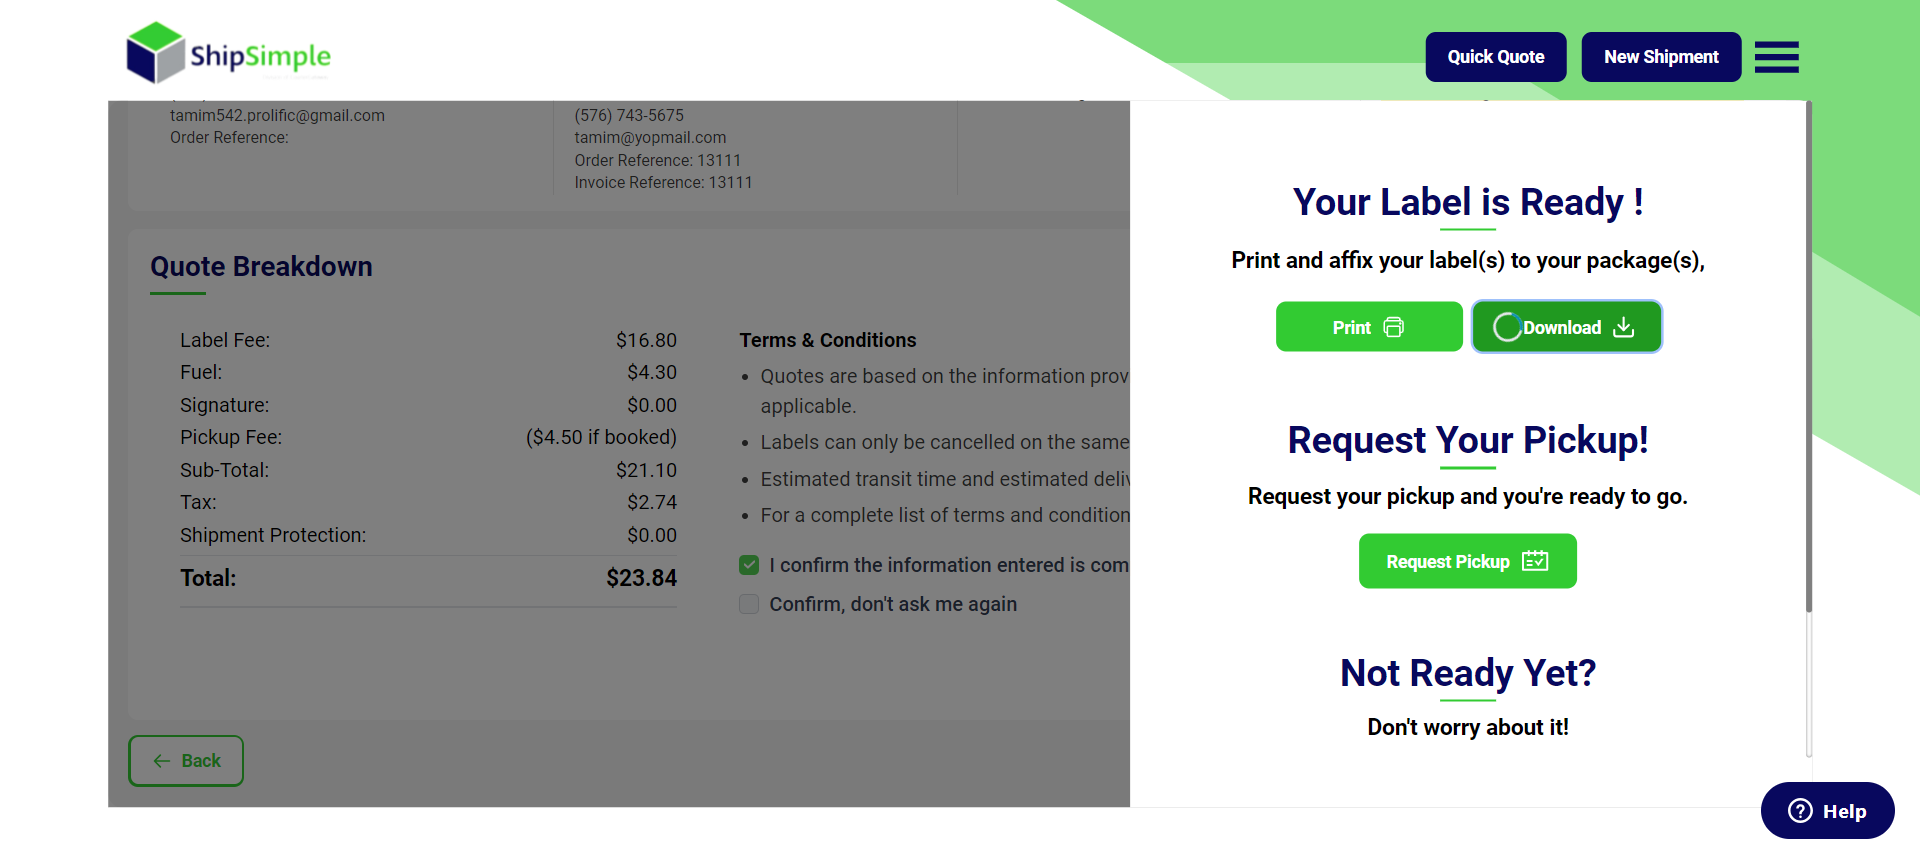 ShipSimple
Quick Quote
New Shipment
tamim542.prolific@gmail.com
Order Reference:
(576) 743-5675
tamim@yopmail.com
Order Reference: 13111
Invoice Reference: 13111
Quote Breakdown
Label Fee: $16.80
Fuel: $4.30
Signature: $0.00
Pickup Fee: ($4.50 if booked)
Sub-Total: $21.10
Tax: $2.74
Shipment Protection: $0.00
Total: $23.84
Terms & Conditions
• Quotes are based on the information prov
applicable.
• Labels can only be cancelled on the same
• Estimated transit time and estimated deliv
• For a complete list of terms and condition
I confirm the information entered is com
Confirm, don't ask me again
Back
Your Label is Ready !
Print and affix your label(s) to your package(s),
Print
Download
Request Your Pickup!
Request your pickup and you're ready to go.
Request Pickup
Not Ready Yet?
Don't worry about it!
Help